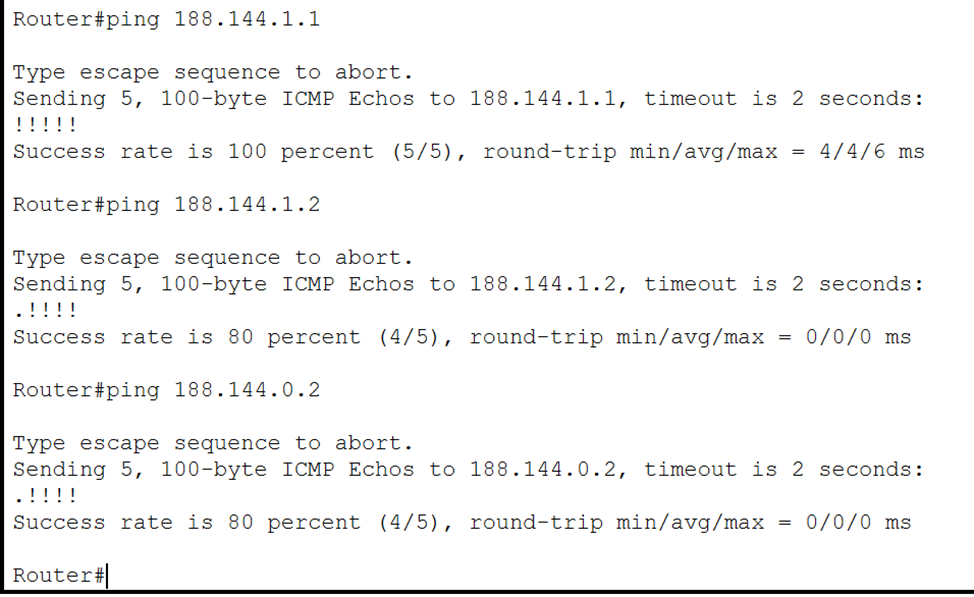 Router#ping 188.144.1.1
Type escape sequence to abort.
Sending 5, 100-byte ICMP Echos to 188.144.1.1, timeout is 2 seconds:
!!!!!
Success rate is 100 percent (5/5), round-trip min/avg/max = 4/4/6 ms
Router#ping 188.144.1.2
Type escape sequence to abort.
Sending 5, 100-byte ICMP Echos to 188.144.1.2, timeout is 2 seconds:
.!!!!
Success rate is 80 percent (4/5), round-trip min/avg/max = 0/0/0 ms
Router#ping 188.144.0.2
Type escape sequence to abort.
Sending 5, 100-byte ICMP Echos to 188.144.0.2, timeout is 2 seconds:
.!!!!
Success rate is 80 percent (4/5), round-trip min/avg/max = 0/0/0 ms
Router#